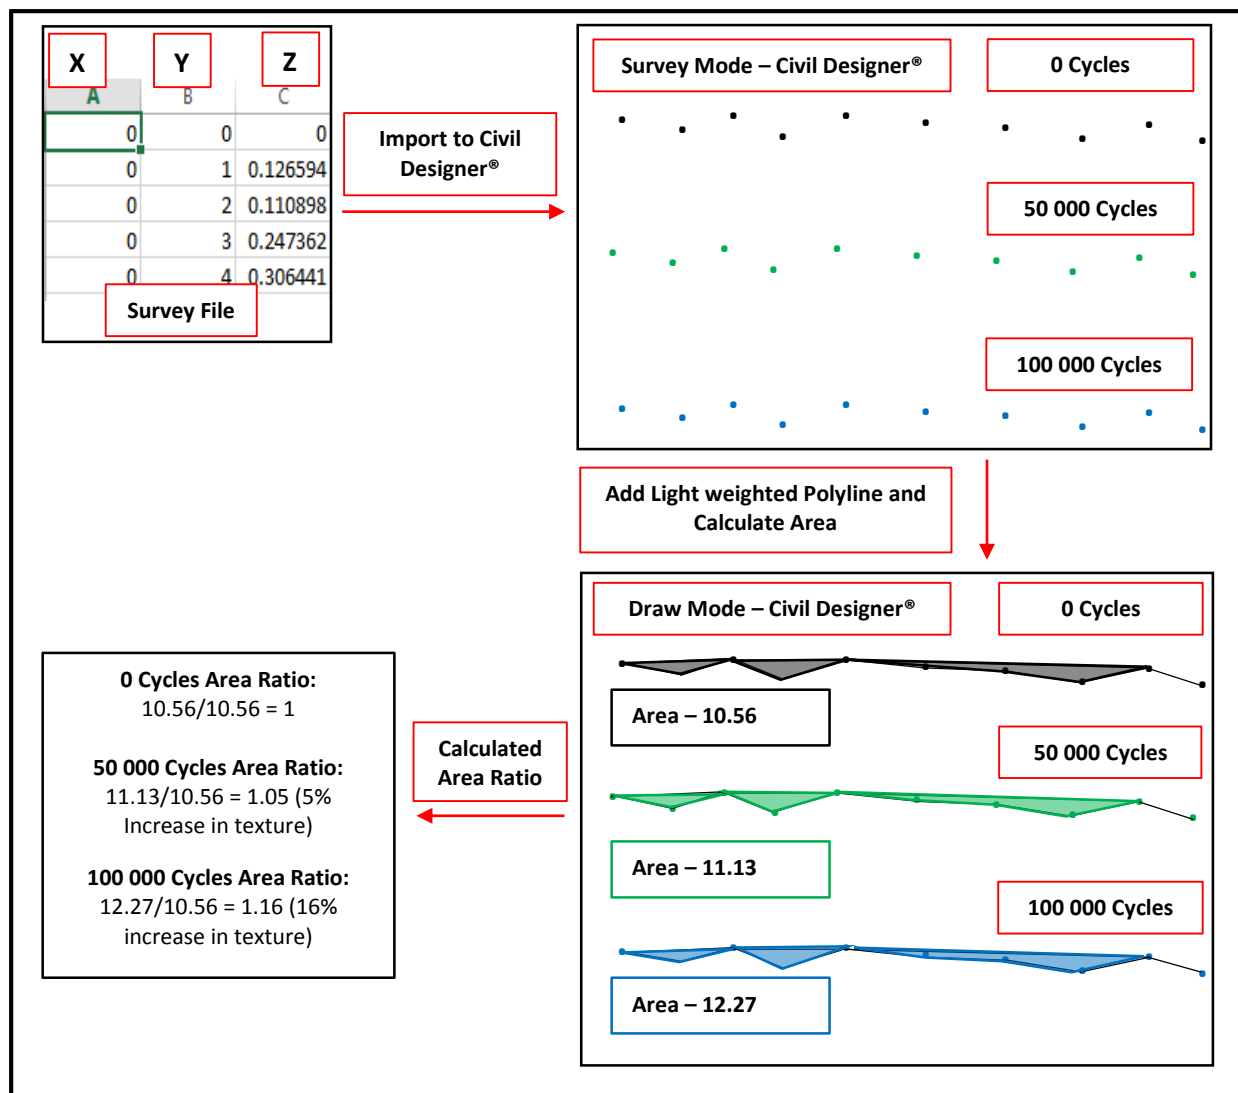 X Y Z
A B C
0 0 0
0 1 0.126594
0 2 0.110898
0 3 0.247362
0 4 0.306441
Survey File
Import to Civil
Designer®
Survey Mode – Civil Designer®
0 Cycles
50 000 Cycles
100 000 Cycles
Add Light weighted Polyline and
Calculate Area
Draw Mode – Civil Designer®
0 Cycles
Area – 10.56
50 000 Cycles
Area – 11.13
100 000 Cycles
Area – 12.27
Calculated
Area Ratio
0 Cycles Area Ratio:
10.56/10.56 = 1
50 000 Cycles Area Ratio:
11.13/10.56 = 1.05 (5%
Increase in texture)
100 000 Cycles Area Ratio:
12.27/10.56 = 1.16 (16%
increase in texture)